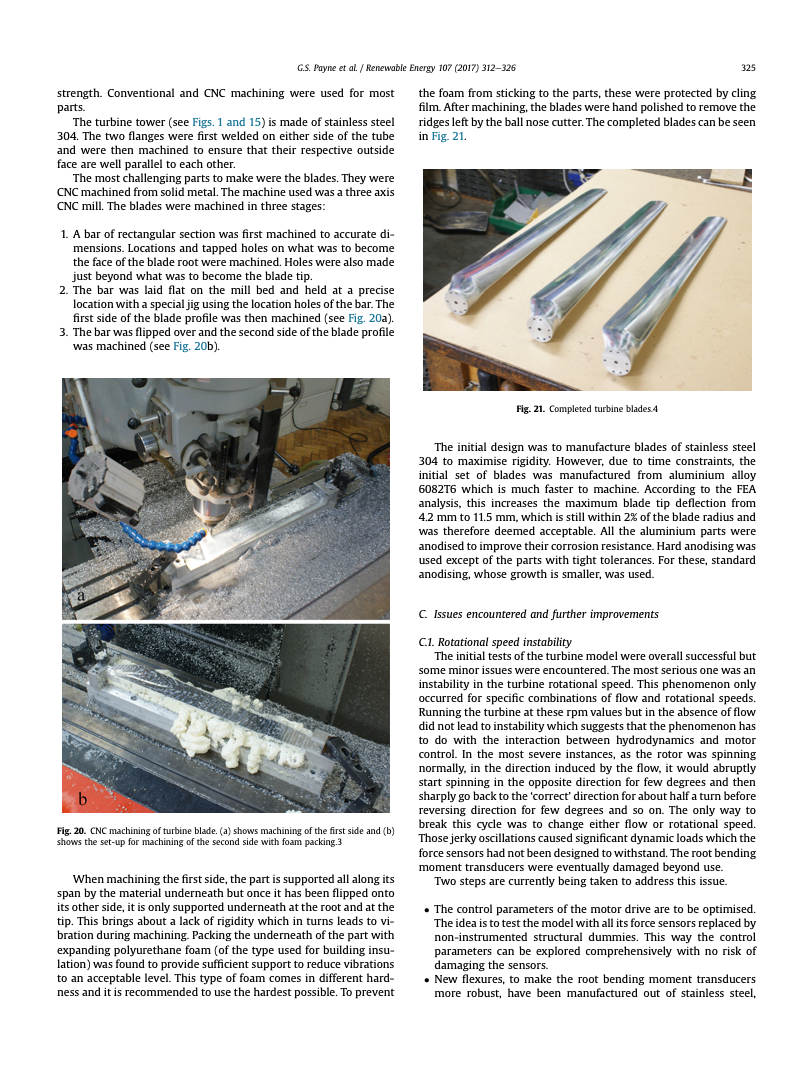 G.S. Payne et al. / Renewable Energy 107 (2017) 312–326
325
strength. Conventional and CNC machining were used for most
parts.
The turbine tower (see Figs. 1 and 15) is made of stainless steel
304. The two flanges were first welded on either side of the tube
and were then machined to ensure that their respective outside
face are well parallel to each other.
The most challenging parts to make were the blades. They were
CNC machined from solid metal. The machine used was a three axis
CNC mill. The blades were machined in three stages:
1. A bar of rectangular section was first machined to accurate di-
mensions. Locations and tapped holes on what was to become
the face of the blade root were machined. Holes were also made
just beyond what was to become the blade tip.
2. The bar was laid flat on the mill bed and held at a precise
location with a special jig using the location holes of the bar. The
first side of the blade profile was then machined (see Fig. 20a).
3. The bar was flipped over and the second side of the blade profile
was machined (see Fig. 20b).
a
b
Fig. 20. CNC machining of turbine blade. (a) shows machining of the first side and (b)
shows the set-up for machining of the second side with foam packing.3
When machining the first side, the part is supported all along its
span by the material underneath but once it has been flipped onto
its other side, it is only supported underneath at the root and at the
tip. This brings about a lack of rigidity which in turns leads to vi-
bration during machining. Packing the underneath of the part with
expanding polyurethane foam (of the type used for building insu-
lation) was found to provide sufficient support to reduce vibrations
to an acceptable level. This type of foam comes in different hard-
ness and it is recommended to use the hardest possible. To prevent
the foam from sticking to the parts, these were protected by cling
film. After machining, the blades were hand polished to remove the
ridges left by the ball nose cutter. The completed blades can be seen
in Fig. 21.
Fig. 21. Completed turbine blades.4
The initial design was to manufacture blades of stainless steel
304 to maximise rigidity. However, due to time constraints, the
initial set of blades was manufactured from aluminium alloy
6082T6 which is much faster to machine. According to the FEA
analysis, this increases the maximum blade tip deflection from
4.2 mm to 11.5 mm, which is still within 2% of the blade radius and
was therefore deemed acceptable. All the aluminium parts were
anodised to improve their corrosion resistance. Hard anodising was
used except of the parts with tight tolerances. For these, standard
anodising, whose growth is smaller, was used.
C. Issues encountered and further improvements
C.1. Rotational speed instability
The initial tests of the turbine model were overall successful but
some minor issues were encountered. The most serious one was an
instability in the turbine rotational speed. This phenomenon only
occurred for specific combinations of flow and rotational speeds.
Running the turbine at these rpm values but in the absence of flow
did not lead to instability which suggests that the phenomenon has
to do with the interaction between hydrodynamics and motor
control. In the most severe instances, as the rotor was spinning
normally, in the direction induced by the flow, it would abruptly
start spinning in the opposite direction for few degrees and then
sharply go back to the ‘correct’ direction for about half a turn before
reversing direction for few degrees and so on. The only way to
break this cycle was to change either flow or rotational speed.
Those jerky oscillations caused significant dynamic loads which the
force sensors had not been designed to withstand. The root bending
moment transducers were eventually damaged beyond use.
Two steps are currently being taken to address this issue.
• The control parameters of the motor drive are to be optimised.
The idea is to test the model with all its force sensors replaced by
non-instrumented structural dummies. This way the control
parameters can be explored comprehensively with no risk of
damaging the sensors.
• New flexures, to make the root bending moment transducers
more robust, have been manufactured out of stainless steel,